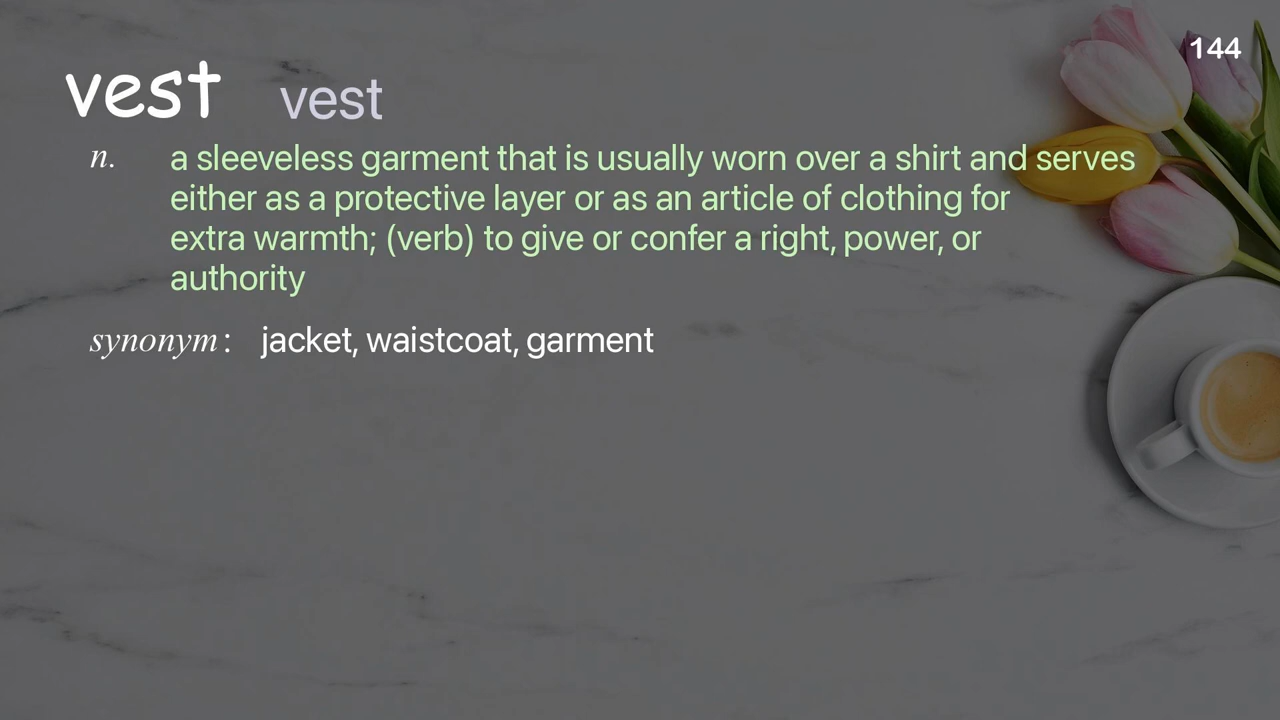 144
vest vest
n. a sleeveless garment that is usually worn over a shirt and serves
either as a protective layer or as an article of clothing for
extra warmth; (verb) to give or confer a right, power, or
authority
synonym: jacket, waistcoat, garment